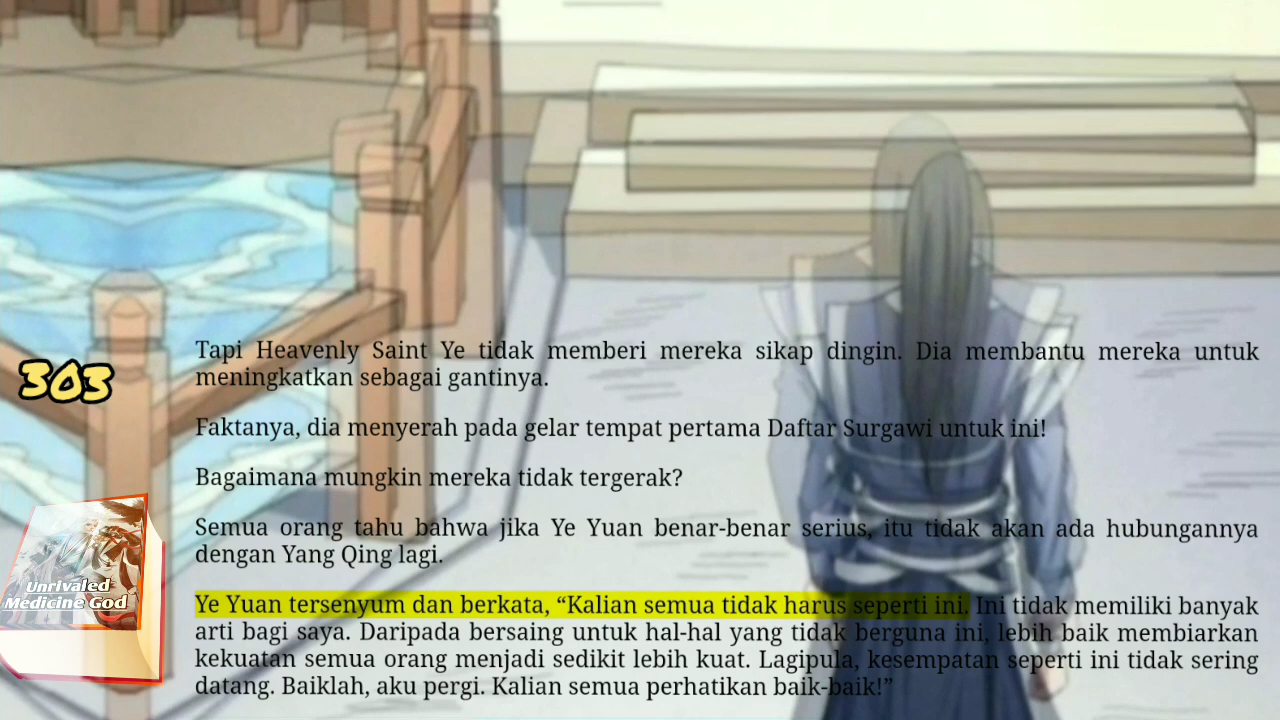 Tapi Heavenly Saint Ye tidak memberi mereka sikap dingin. Dia membantu mereka untuk
meningkatkan sebagai gantinya.
Faktanya, dia menyerah pada gelar tempat pertama Daftar Surgawi untuk ini!
303
Bagaimana mungkin mereka tidak tergerak?
Semua orang tahu bahwa jika Ye Yuan benar-benar serius, itu tidak akan ada hubungannya
dengan Yang Qing lagi.
Ye Yuan tersenyum dan berkata, “Kalian semua tidak harus seperti ini. Ini tidak memiliki banyak
arti bagi saya. Daripada bersaing untuk hal-hal yang tidak berguna ini, lebih baik membiarkan
kekuatan semua orang menjadi sedikit lebih kuat. Lagipula, kesempatan seperti ini tidak sering
datang. Baiklah, aku pergi. Kalian semua perhatikan baik-baik!”
Unrivaled
Medicine God